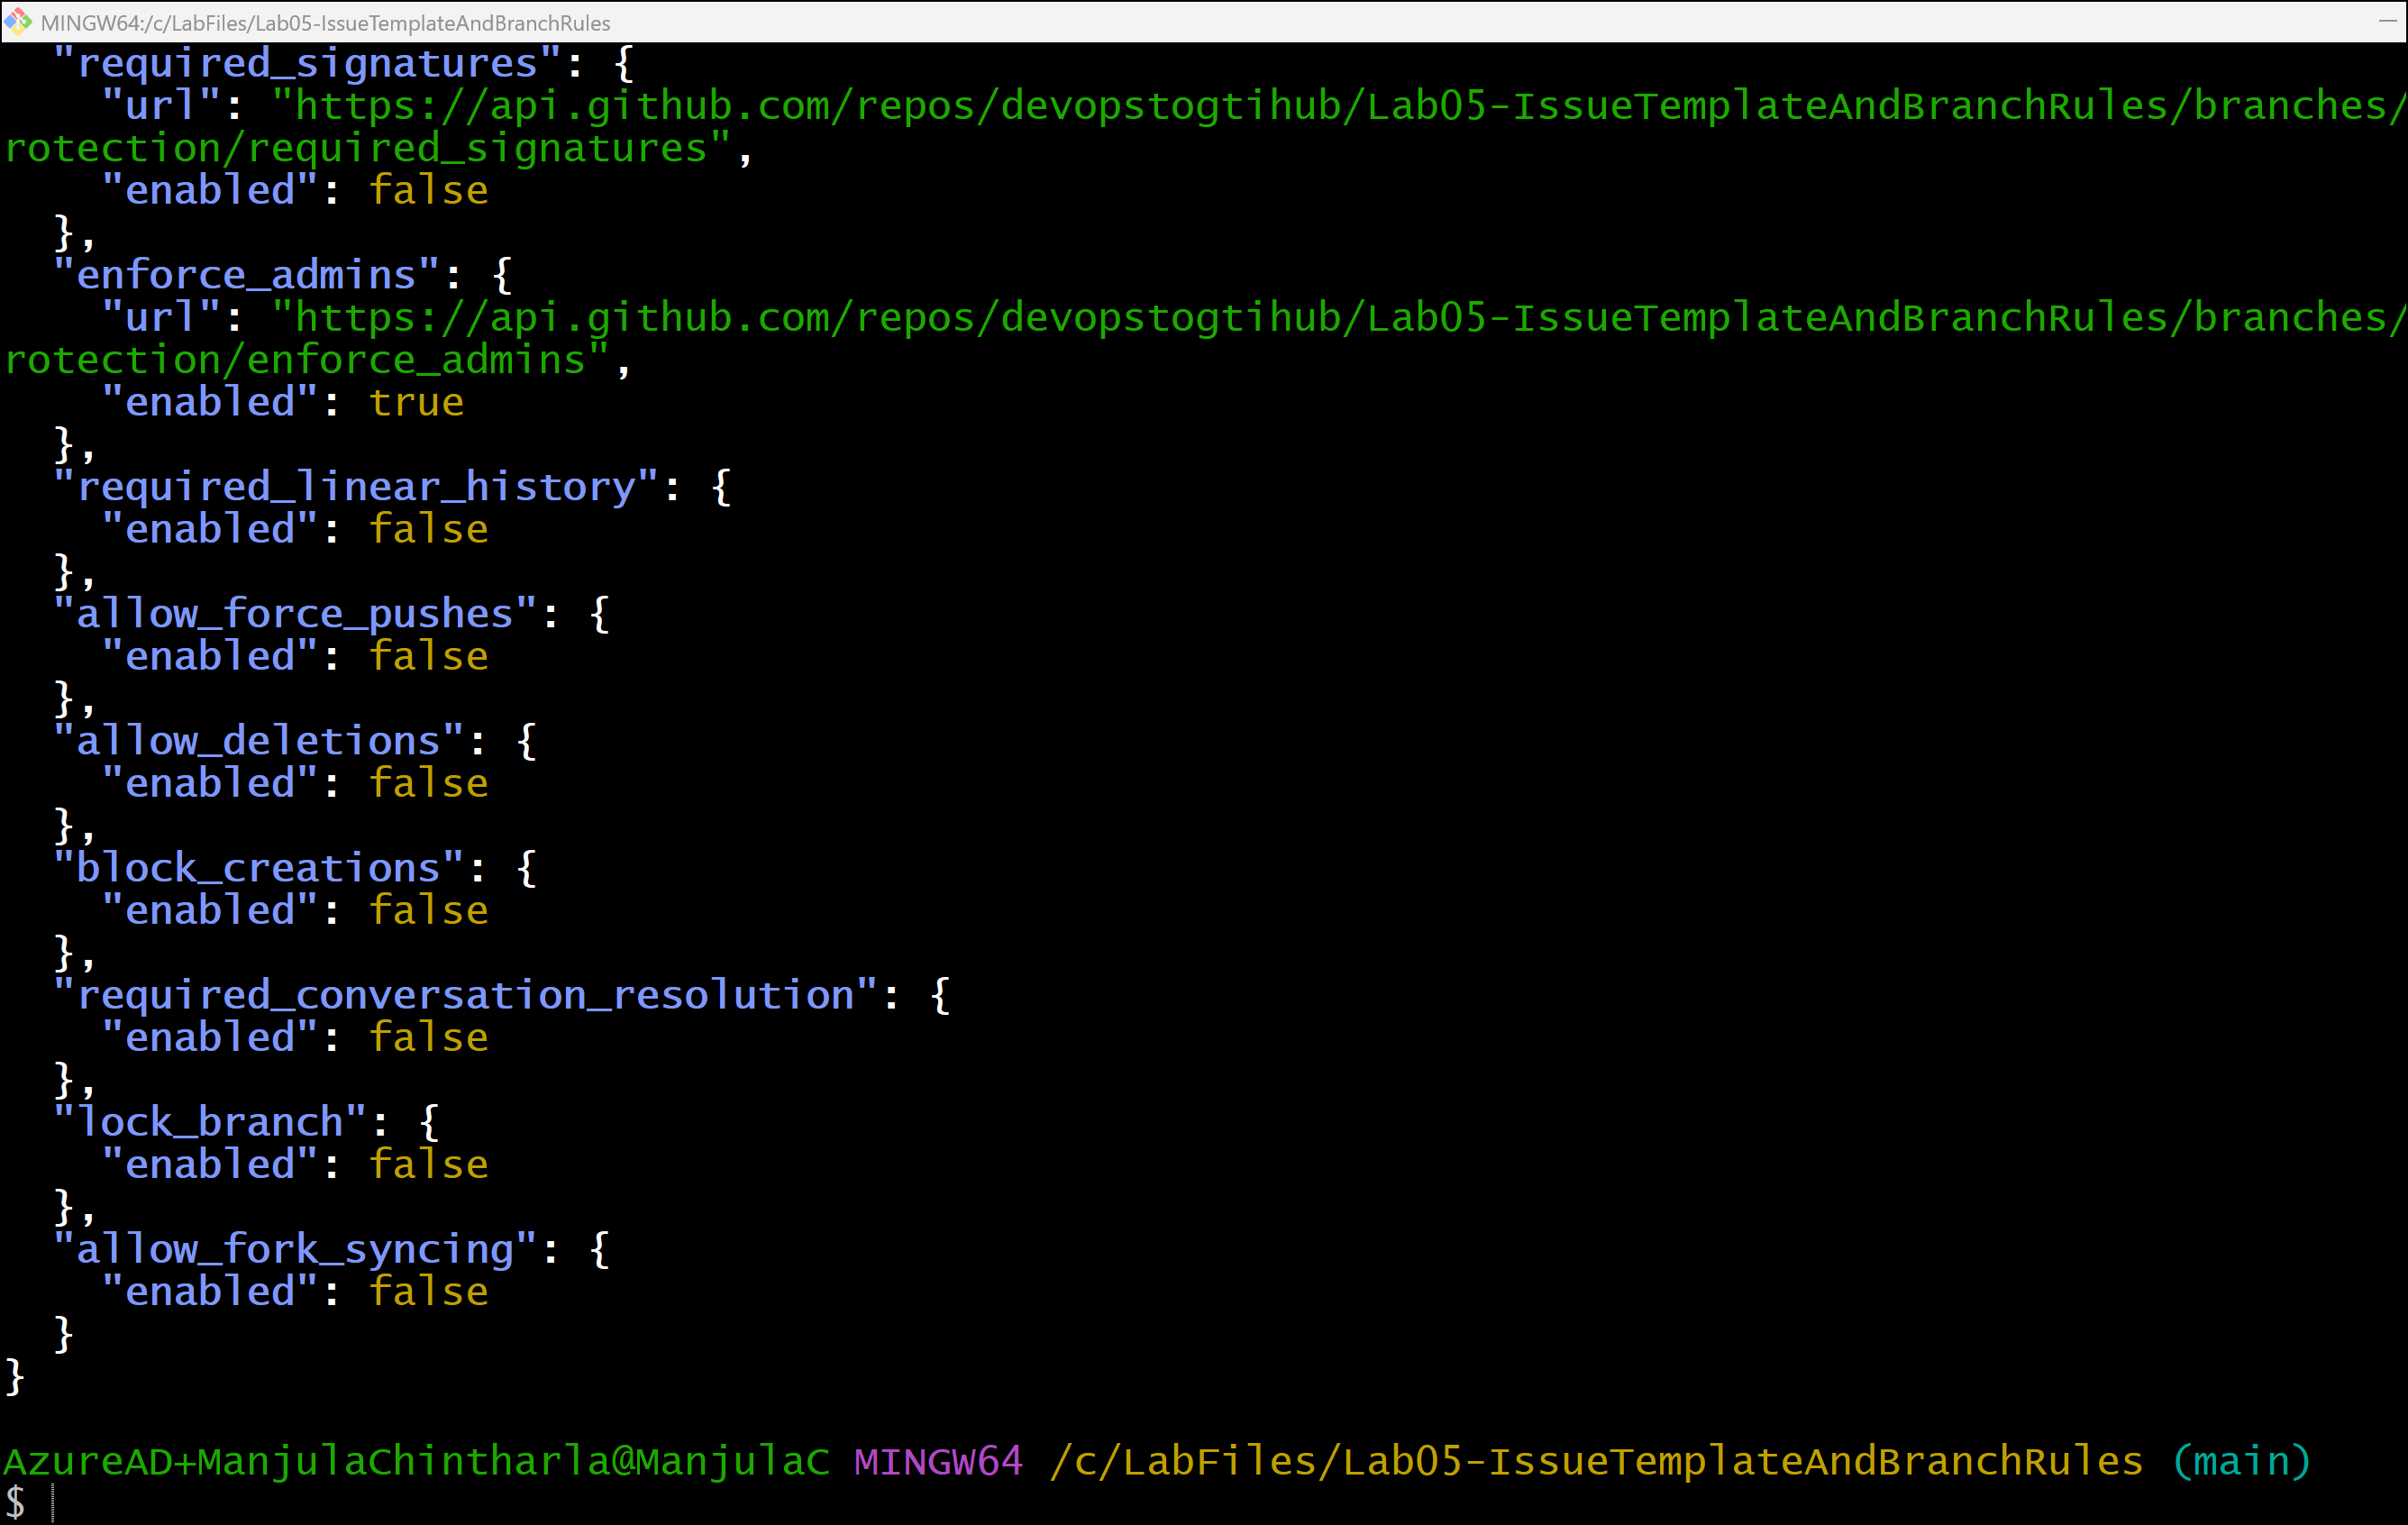 MINGW64:/c/LabFiles/Lab05-IssueTemplateAndBranchRules
"required_signatures": {
"url": "https://api.github.com/repos/devopstogtihub/Lab05-IssueTemplateAndBranchRules/branches/
rotection/required_signatures",
"enabled": false
},
"enforce_admins": {
"url": "https://api.github.com/repos/devopstogtihub/Lab05-IssueTemplateAndBranchRules/branches/
rotection/enforce_admins",
"enabled": true
},
"required_linear_history": {
"enabled": false
},
"allow_force_pushes": {
"enabled": false
},
"allow_deletions": {
"enabled": false
},
"block_creations": {
"enabled": false
},
"required_conversation_resolution": {
"enabled": false
},
"lock_branch": {
"enabled": false
},
"allow_fork_syncing": {
"enabled": false
}
}
AzureAD+ManjulaChintharla@ManjulaC MINGW64 /c/LabFiles/Lab05-IssueTemplateAndBranchRules (main)
$